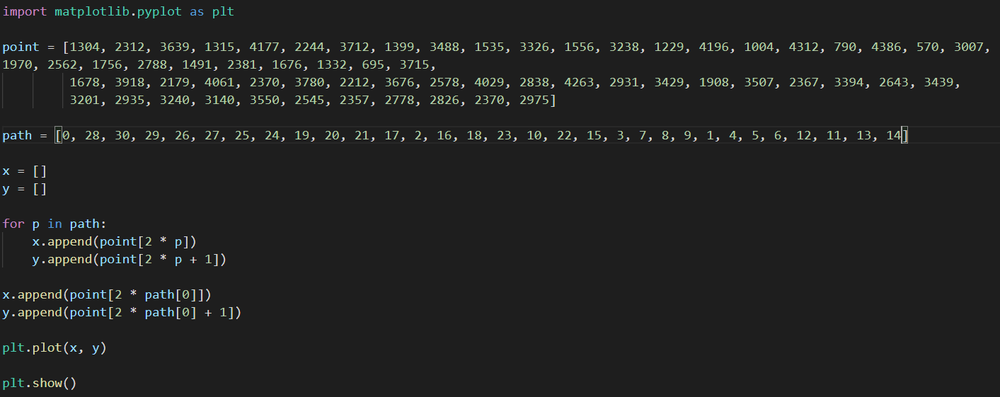 import matplotlib.pyplot as plt
point = [1304, 2312, 3639, 1315, 4177, 2244, 3712, 1399, 3488, 1535, 3326, 1556, 3238, 1229, 4196, 1004, 4312, 790, 4386, 570, 3007,
1970, 2562, 1756, 2788, 1491, 2381, 1676, 1332, 695, 3715,
1678, 3918, 2179, 4061, 2370, 3780, 2212, 3676, 2578, 4029, 2838, 4263, 2931, 3429, 1908, 3507, 2367, 3394, 2643, 3439,
3201, 2935, 3240, 3140, 3550, 2545, 2357, 2778, 2826, 2370, 2975]
path = [0, 28, 30, 29, 26, 27, 25, 24, 19, 20, 21, 17, 2, 16, 18, 23, 10, 22, 15, 3, 7, 8, 9, 1, 4, 5, 6, 12, 11, 13, 14]
x = []
y = []
for p in path:
    x.append(point[2 * p])
    y.append(point[2 * p + 1])
x.append(point[2 * path[0]])
y.append(point[2 * path[0] + 1])
plt.plot(x, y)
plt.show()